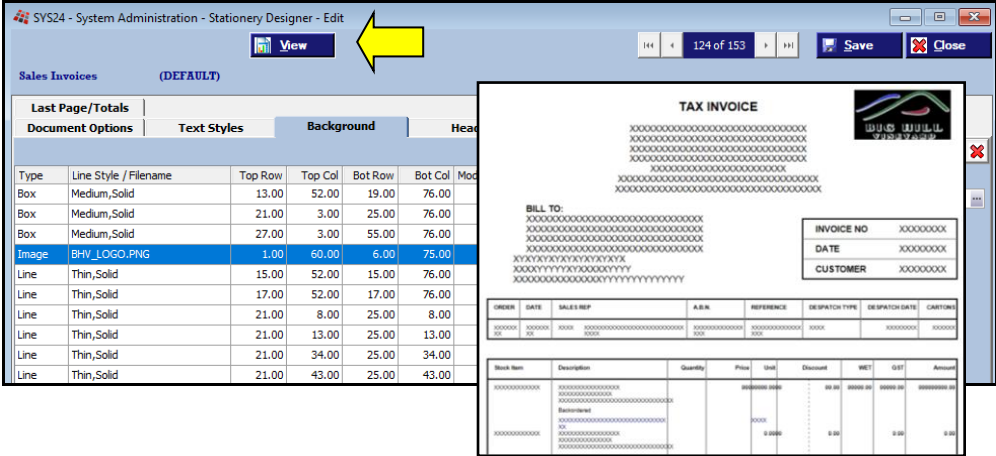 SYS24 - System Administration - Stationery Designer - Edit
View
124 of 153
Save
Close
Sales Invoices (DEFAULT)
Last Page/Totals
Document Options Text Styles Background Head
Type Line Style / Filename Top Row Top Col Bot Row Bot Col Mod
Box Medium,Solid 13.00 52.00 19.00 76.00
Box Medium,Solid 21.00 3.00 25.00 76.00
Box Medium,Solid 27.00 3.00 55.00 76.00
Image BHV_LOGO.PNG 1.00 60.00 6.00 75.00
Line Thin,Solid 15.00 52.00 15.00 76.00
Line Thin,Solid 17.00 52.00 17.00 76.00
Line Thin,Solid 21.00 8.00 25.00 8.00
Line Thin,Solid 21.00 13.00 25.00 13.00
Line Thin,Solid 21.00 34.00 25.00 34.00
Line Thin,Solid 21.00 43.00 25.00 43.00
TAX INVOICE
BIG HILL
VINEYARD
BILL TO:
INVOICE NO XXXXXXXX
DATE XXXXXXXX
CUSTOMER XXXXXXXX
ORDER DATE SALES REP A.B.N. REFERENCE DESPATCH TYPE DESPATCH DATE CARTONS
Stock Item Description Quantity Price Unit Discount WET GST Amount
Backordered